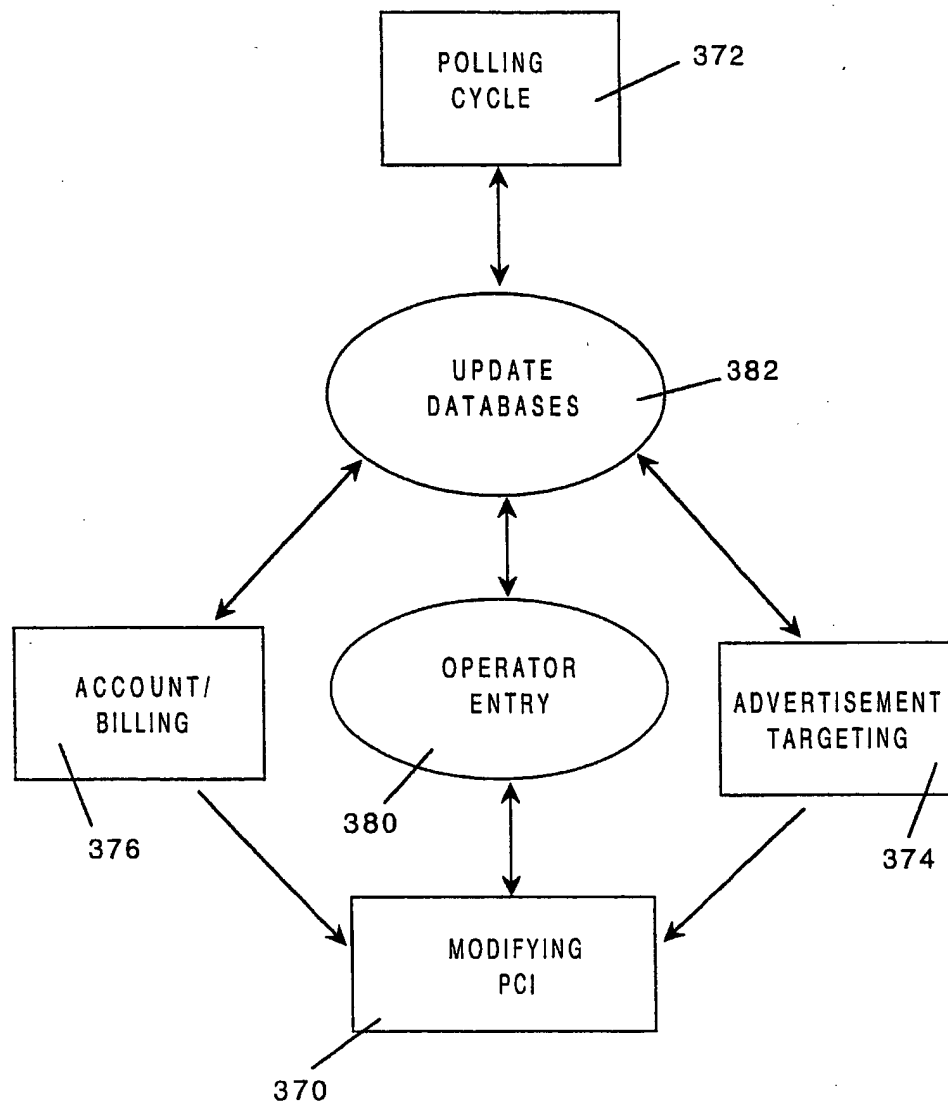 POLLING
CYCLE
372
UPDATE
DATABASES
382
ACCOUNT/
BILLING
376
OPERATOR
ENTRY
380
ADVERTISEMENT
TARGETING
374
MODIFYING
PCI
370